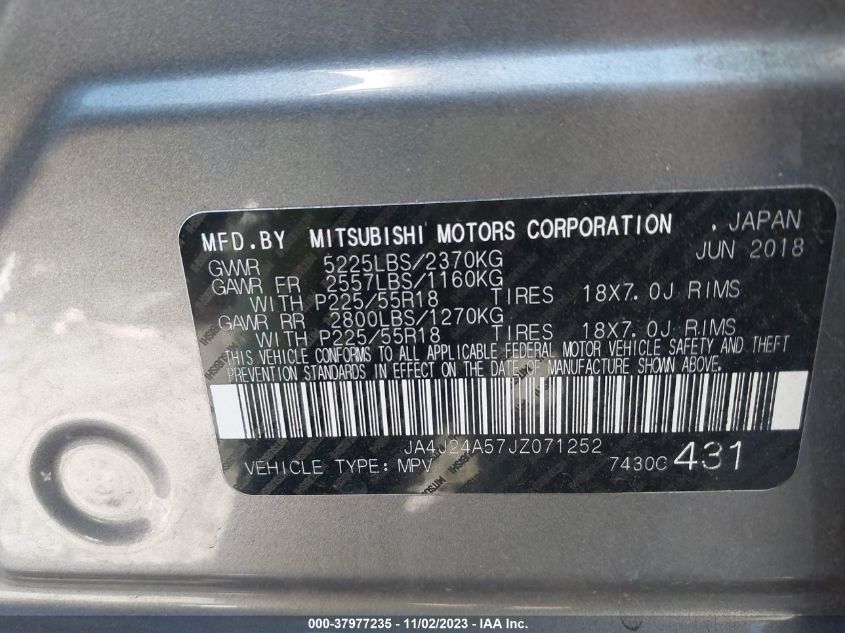 MFD.BY MITSUBISHI MOTORS CORPORATION . JAPAN
GVWR 5225LBS/2370KG JUN 2018
GAWR FR 2557LBS/1160KG
WITH P225/55R18 TIRES 18X7.0J RIMS
GAWR RR 2800LBS/1270KG
WITH P225/55R18 TIRES 18X7.0J RIMS
THIS VEHICLE CONFORMS TO ALL APPLICABLE FEDERAL MOTOR VEHICLE SAFETY AND THEFT
PREVENTION STANDARDS IN EFFECT ON THE DATE OF MANUFACTURE SHOWN ABOVE.
JA4J24A57JZ071252
VEHICLE TYPE: MPV 7430C 431
000-37977235 - 11/02/2023 - © IAA Inc.